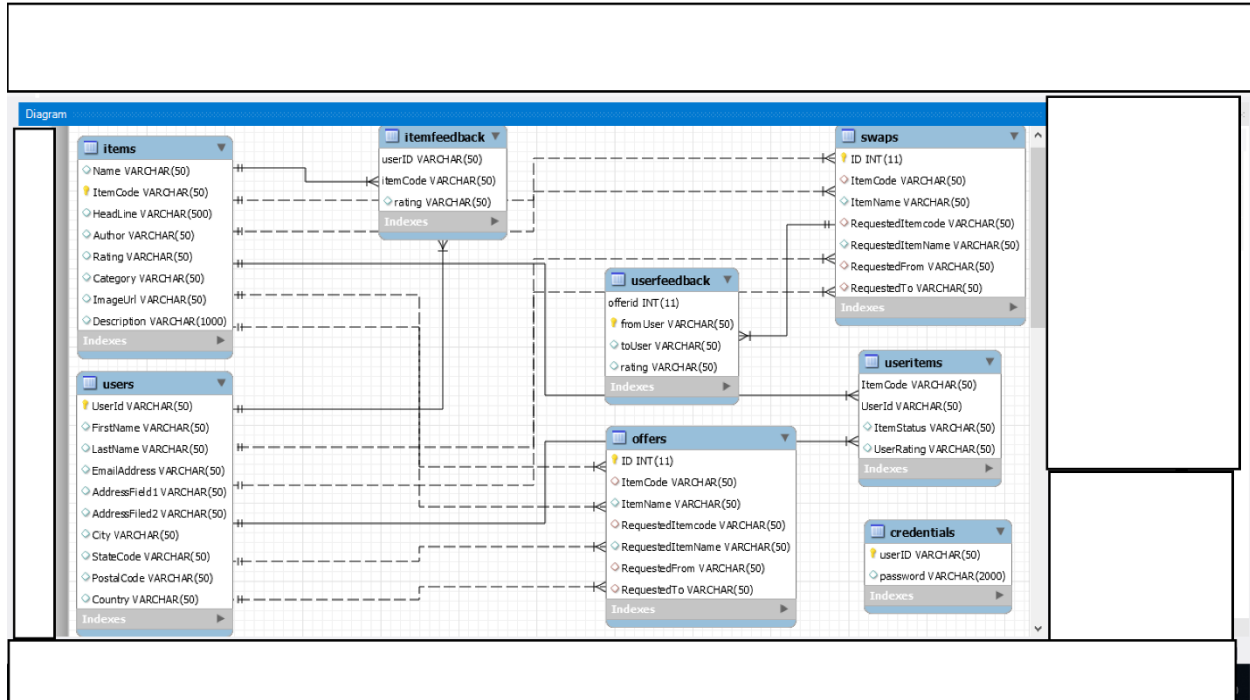 Diagram
items
Name VARCHAR(50)
ItemCode VARCHAR(50)
HeadLine VARCHAR(500)
Author VARCHAR(50)
Rating VARCHAR(50)
Category VARCHAR(50)
ImageUrl VARCHAR(50)
Description VARCHAR(1000)
Indexes
users
UserId VARCHAR(50)
FirstName VARCHAR(50)
LastName VARCHAR(50)
EmailAddress VARCHAR(50)
AddressField1 VARCHAR(50)
AddressFiled2 VARCHAR(50)
City VARCHAR(50)
StateCode VARCHAR(50)
PostalCode VARCHAR(50)
Country VARCHAR(50)
Indexes
itemfeedback
userID VARCHAR(50)
itemCode VARCHAR(50)
rating VARCHAR(50)
Indexes
userfeedback
offerid INT(11)
fromUser VARCHAR(50)
toUser VARCHAR(50)
rating VARCHAR(50)
Indexes
offers
ID INT(11)
ItemCode VARCHAR(50)
ItemName VARCHAR(50)
RequestedItemcode VARCHAR(50)
RequestedItemName VARCHAR(50)
RequestedFrom VARCHAR(50)
RequestedTo VARCHAR(50)
Indexes
swaps
ID INT(11)
ItemCode VARCHAR(50)
ItemName VARCHAR(50)
RequestedItemcode VARCHAR(50)
RequestedItemName VARCHAR(50)
RequestedFrom VARCHAR(50)
RequestedTo VARCHAR(50)
Indexes
useritems
ItemCode VARCHAR(50)
UserId VARCHAR(50)
ItemStatus VARCHAR(50)
UserRating VARCHAR(50)
Indexes
credentials
userID VARCHAR(50)
password VARCHAR(2000)
Indexes